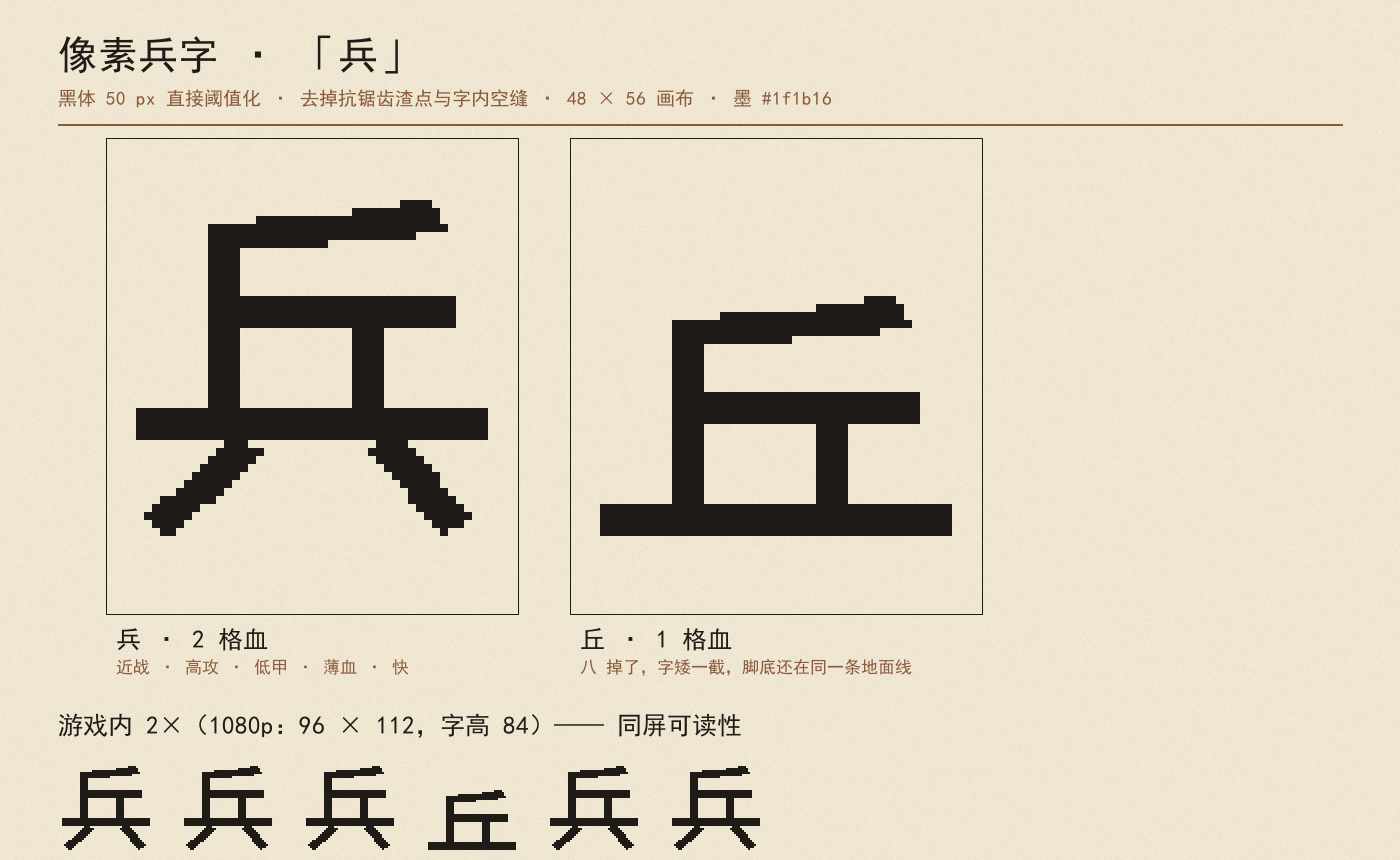 像素兵字 · 「兵」
黑体 50 px 直接阈值化 · 去掉抗锯齿渣点与字内空缝 · 48 × 56 画布 · 墨 #1f1b16
兵 丘
兵 · 2 格血
近战 · 高攻 · 低甲 · 薄血 · 快
丘 · 1 格血
八 掉了，字矮一截，脚底还在同一条地面线
游戏内 2×（1080p：96 × 112，字高 84）—— 同屏可读性
兵 兵 兵 丘 兵 兵